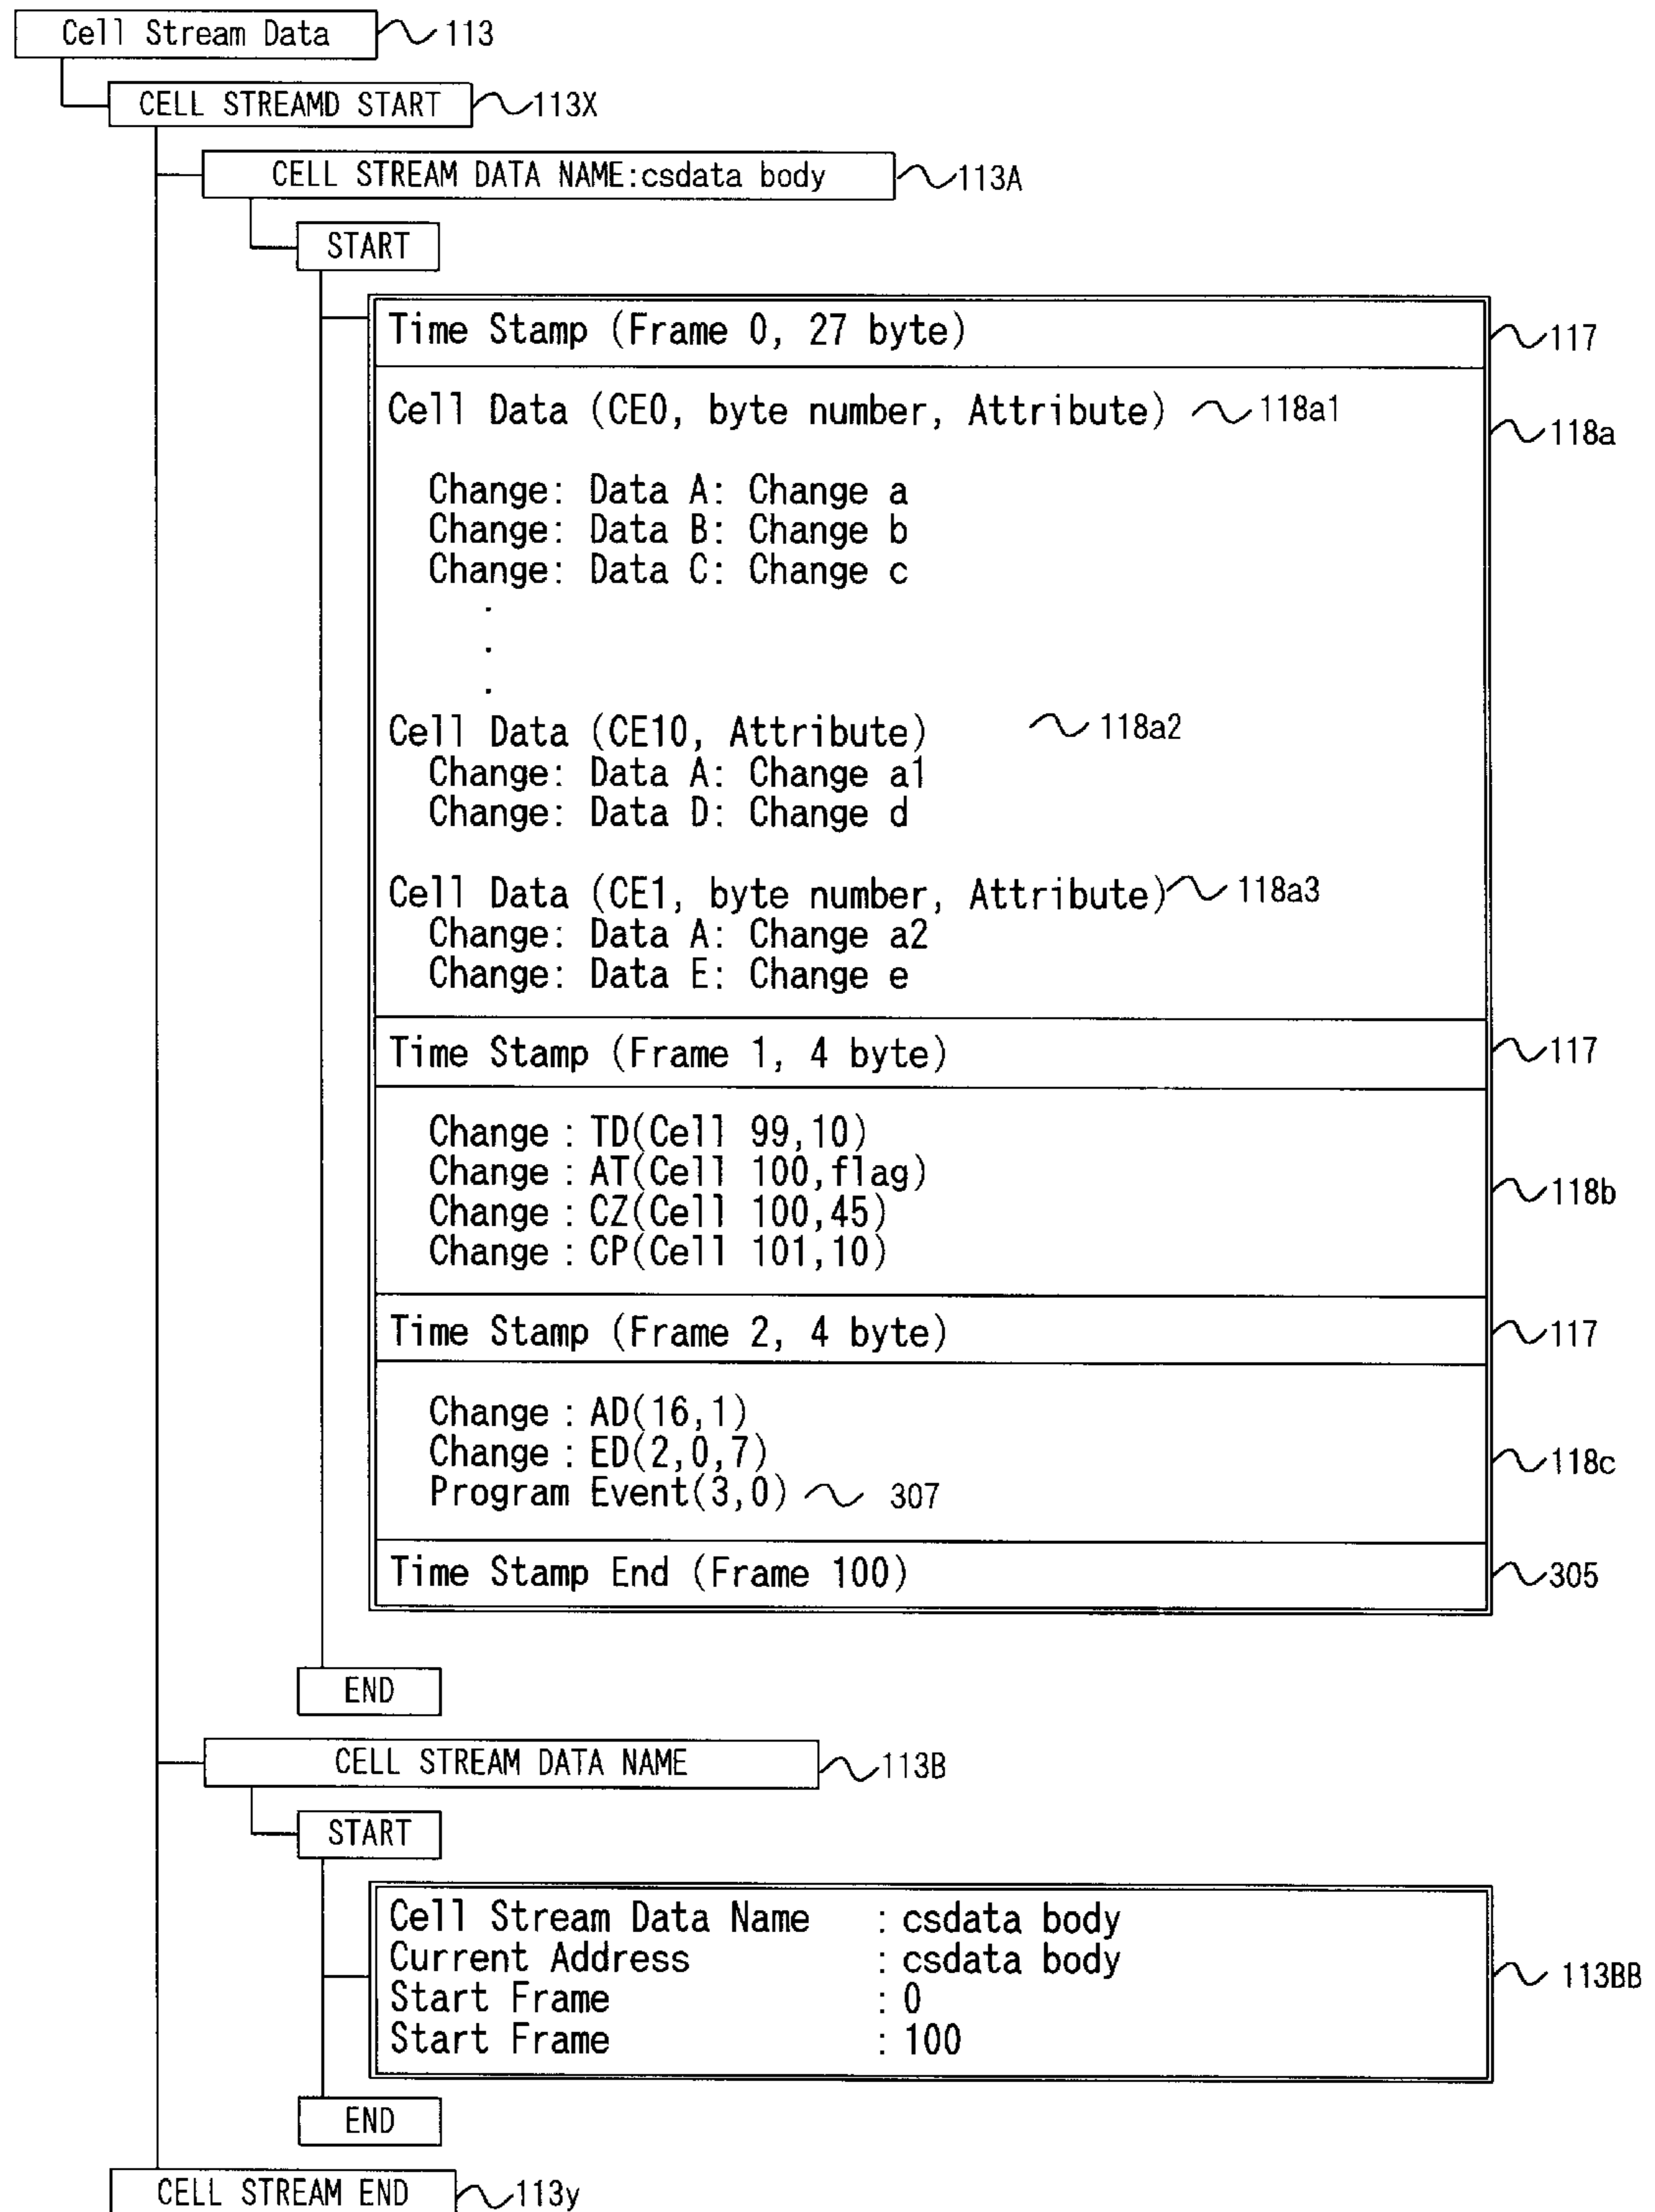 Cell Stream Data 113
CELL STREAMD START 113X
CELL STREAM DATA NAME:csdata body 113A
START
Time Stamp (Frame 0, 27 byte) 117
Cell Data (CE0, byte number, Attribute) 118a1
118a
Change: Data A: Change a
Change: Data B: Change b
Change: Data C: Change c
.
.
.
Cell Data (CE10, Attribute) 118a2
Change: Data A: Change a1
Change: Data D: Change d
Cell Data (CE1, byte number, Attribute) 118a3
Change: Data A: Change a2
Change: Data E: Change e
Time Stamp (Frame 1, 4 byte) 117
Change : TD(Cell 99,10)
Change : AT(Cell 100,flag)
118b
Change : CZ(Cell 100,45)
Change : CP(Cell 101,10)
Time Stamp (Frame 2, 4 byte) 117
Change : AD(16,1)
Change : ED(2,0,7)
118c
Program Event(3,0) 307
Time Stamp End (Frame 100) 305
END
CELL STREAM DATA NAME 113B
START
Cell Stream Data Name : csdata body
Current Address : csdata body
113BB
Start Frame : 0
Start Frame : 100
END
CELL STREAM END 113y